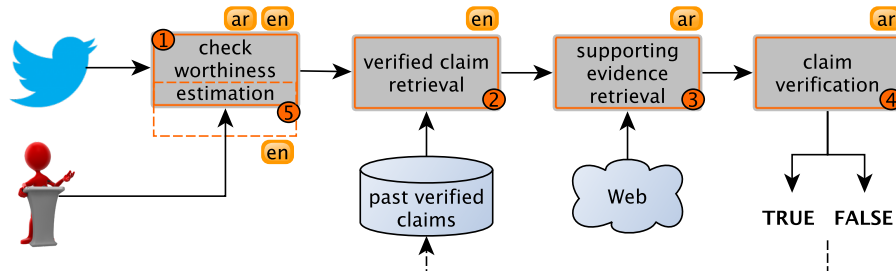 ar en
en
ar
ar
1
check
worthiness
estimation
5
verified claim
retrieval
2
supporting
evidence
retrieval
3
claim
verification
4
en
past verified
claims
Web
TRUE FALSE